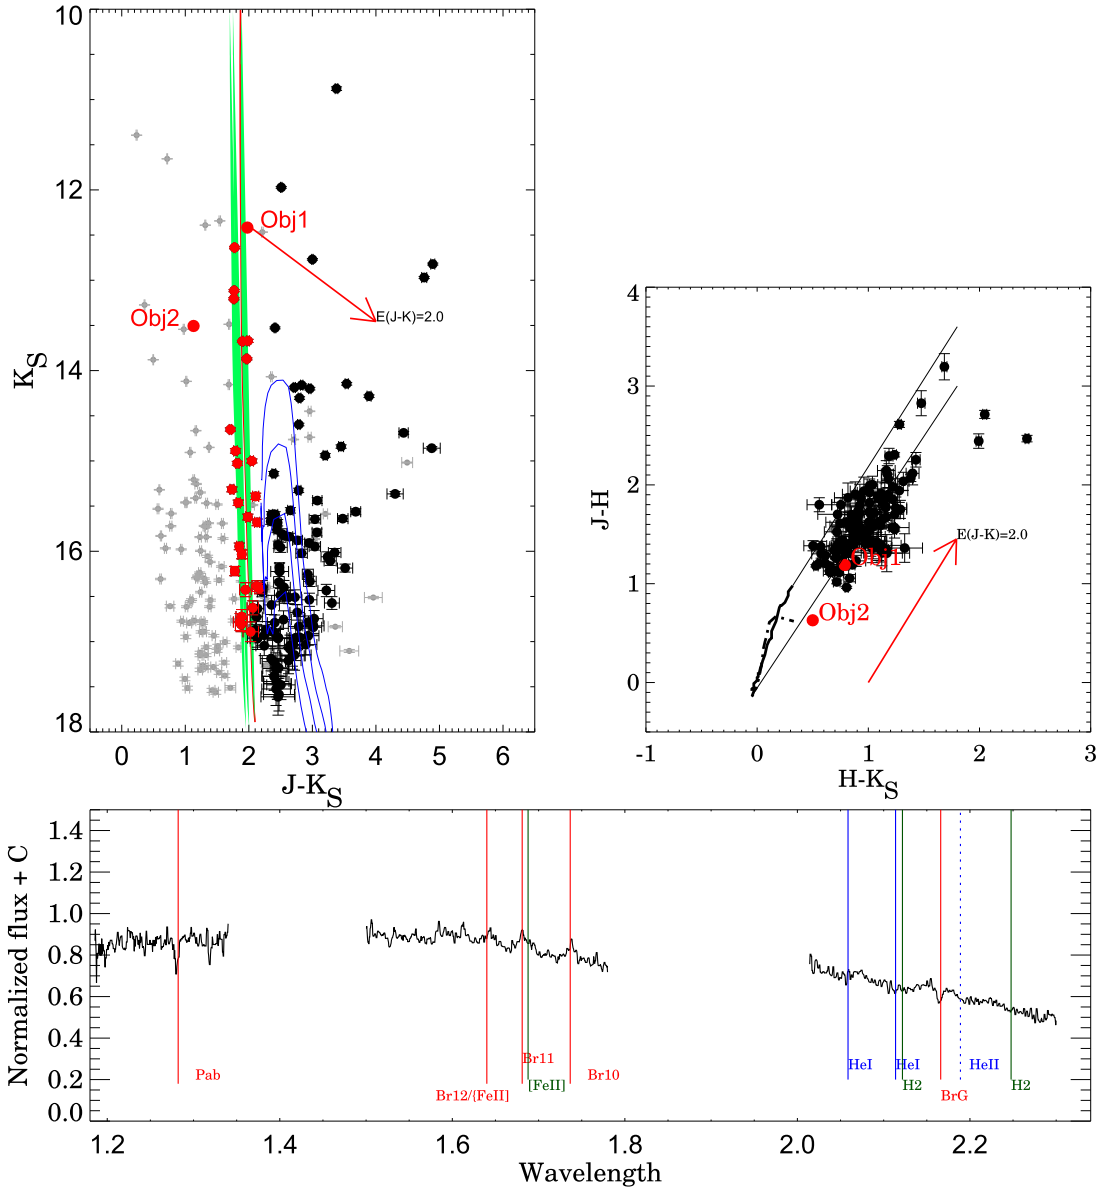 10
12
14
16
18
K_S
Obj1
Obj2
E(J-K)=2.0
0 1 2 3 4 5 6
J-K_S
4
3
2
1
0
J-H
Obj1
E(J-K)=2.0
Obj2
-1 0 1 2 3
H-K_S
1.4
1.2
1.0
0.8
0.6
0.4
0.2
0.0
Normalized flux + C
Pab
Br12/{FeII]
Br11
[FeII]
Br10
HeI
HeI
H2
BrG
HeII
H2
1.2 1.4 1.6 1.8 2.0 2.2
Wavelength